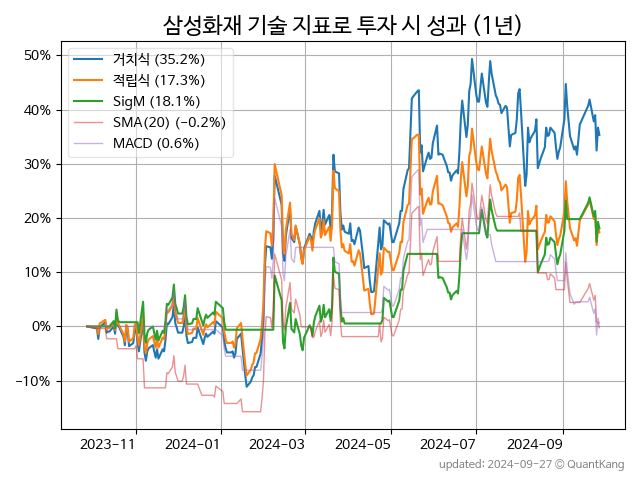 삼성화재 기술 지표로 투자 시 성과 (1년)
50%
40%
30%
20%
10%
0%
−10%
거치식 (35.2%)
적립식 (17.3%)
SigM (18.1%)
SMA(20) (−0.2%)
MACD (0.6%)
2023-11
2024-01
2024-03
2024-05
2024-07
2024-09
updated: 2024-09-27 © QuantKang